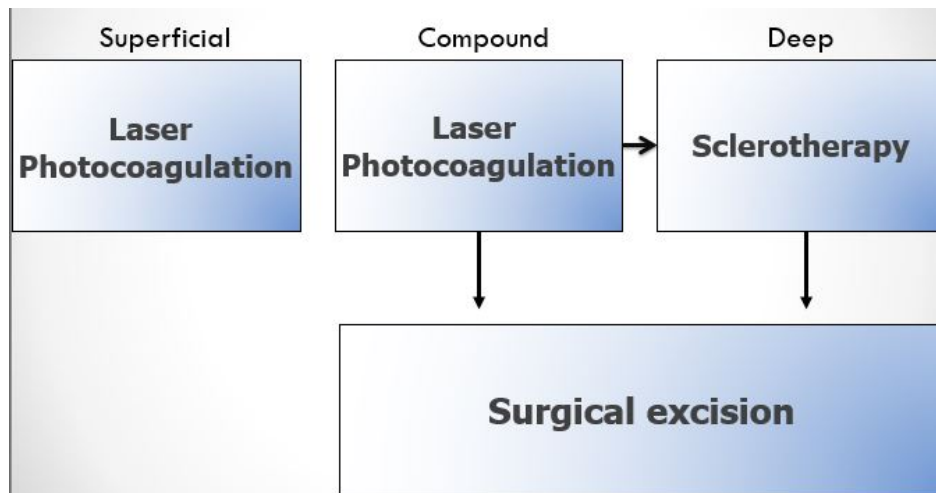 Superficial
Compound
Deep
Laser
Photocoagulation
Laser
Photocoagulation
Sclerotherapy
Surgical excision